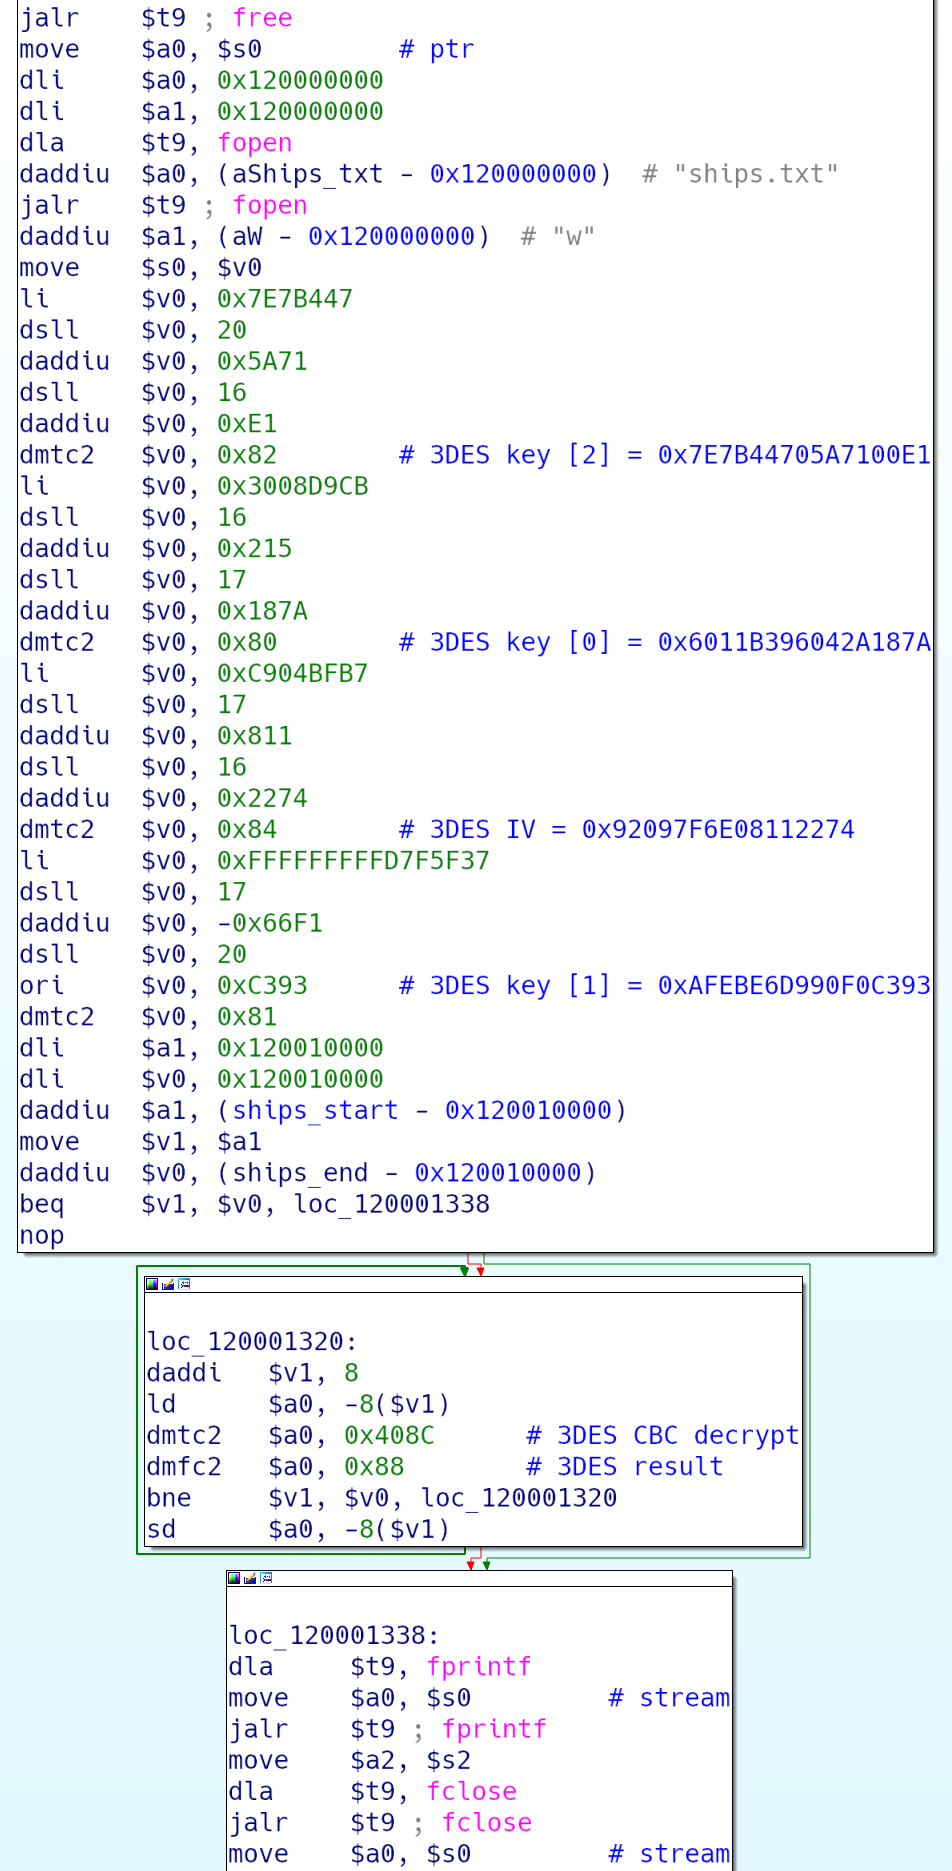 jalr $t9 ; free
move $a0, $s0 # ptr
dli $a0, 0x120000000
dli $a1, 0x120000000
dla $t9, fopen
daddiu $a0, (aShips_txt - 0x120000000) # "ships.txt"
jalr $t9 ; fopen
daddiu $a1, (aW - 0x120000000) # "w"
move $s0, $v0
li $v0, 0x7E7B447
dsll $v0, 20
daddiu $v0, 0x5A71
dsll $v0, 16
daddiu $v0, 0xE1
dmtc2 $v0, 0x82 # 3DES key [2] = 0x7E7B44705A7100E1
li $v0, 0x3008D9CB
dsll $v0, 16
daddiu $v0, 0x215
dsll $v0, 17
daddiu $v0, 0x187A
dmtc2 $v0, 0x80 # 3DES key [0] = 0x6011B396042A187A
li $v0, 0xC904BFB7
dsll $v0, 17
daddiu $v0, 0x811
dsll $v0, 16
daddiu $v0, 0x2274
dmtc2 $v0, 0x84 # 3DES IV = 0x92097F6E08112274
li $v0, 0xFFFFFFFFFD7F5F37
dsll $v0, 17
daddiu $v0, -0x66F1
dsll $v0, 20
ori $v0, 0xC393 # 3DES key [1] = 0xAFEBE6D990F0C393
dmtc2 $v0, 0x81
dli $a1, 0x120010000
dli $v0, 0x120010000
daddiu $a1, (ships_start - 0x120010000)
move $v1, $a1
daddiu $v0, (ships_end - 0x120010000)
beq $v1, $v0, loc_120001338
nop
loc_120001320:
daddi $v1, 8
ld $a0, -8($v1)
dmtc2 $a0, 0x408C # 3DES CBC decrypt
dmfc2 $a0, 0x88 # 3DES result
bne $v1, $v0, loc_120001320
sd $a0, -8($v1)
loc_120001338:
dla $t9, fprintf
move $a0, $s0 # stream
jalr $t9 ; fprintf
move $a2, $s2
dla $t9, fclose
jalr $t9 ; fclose
move $a0, $s0 # stream